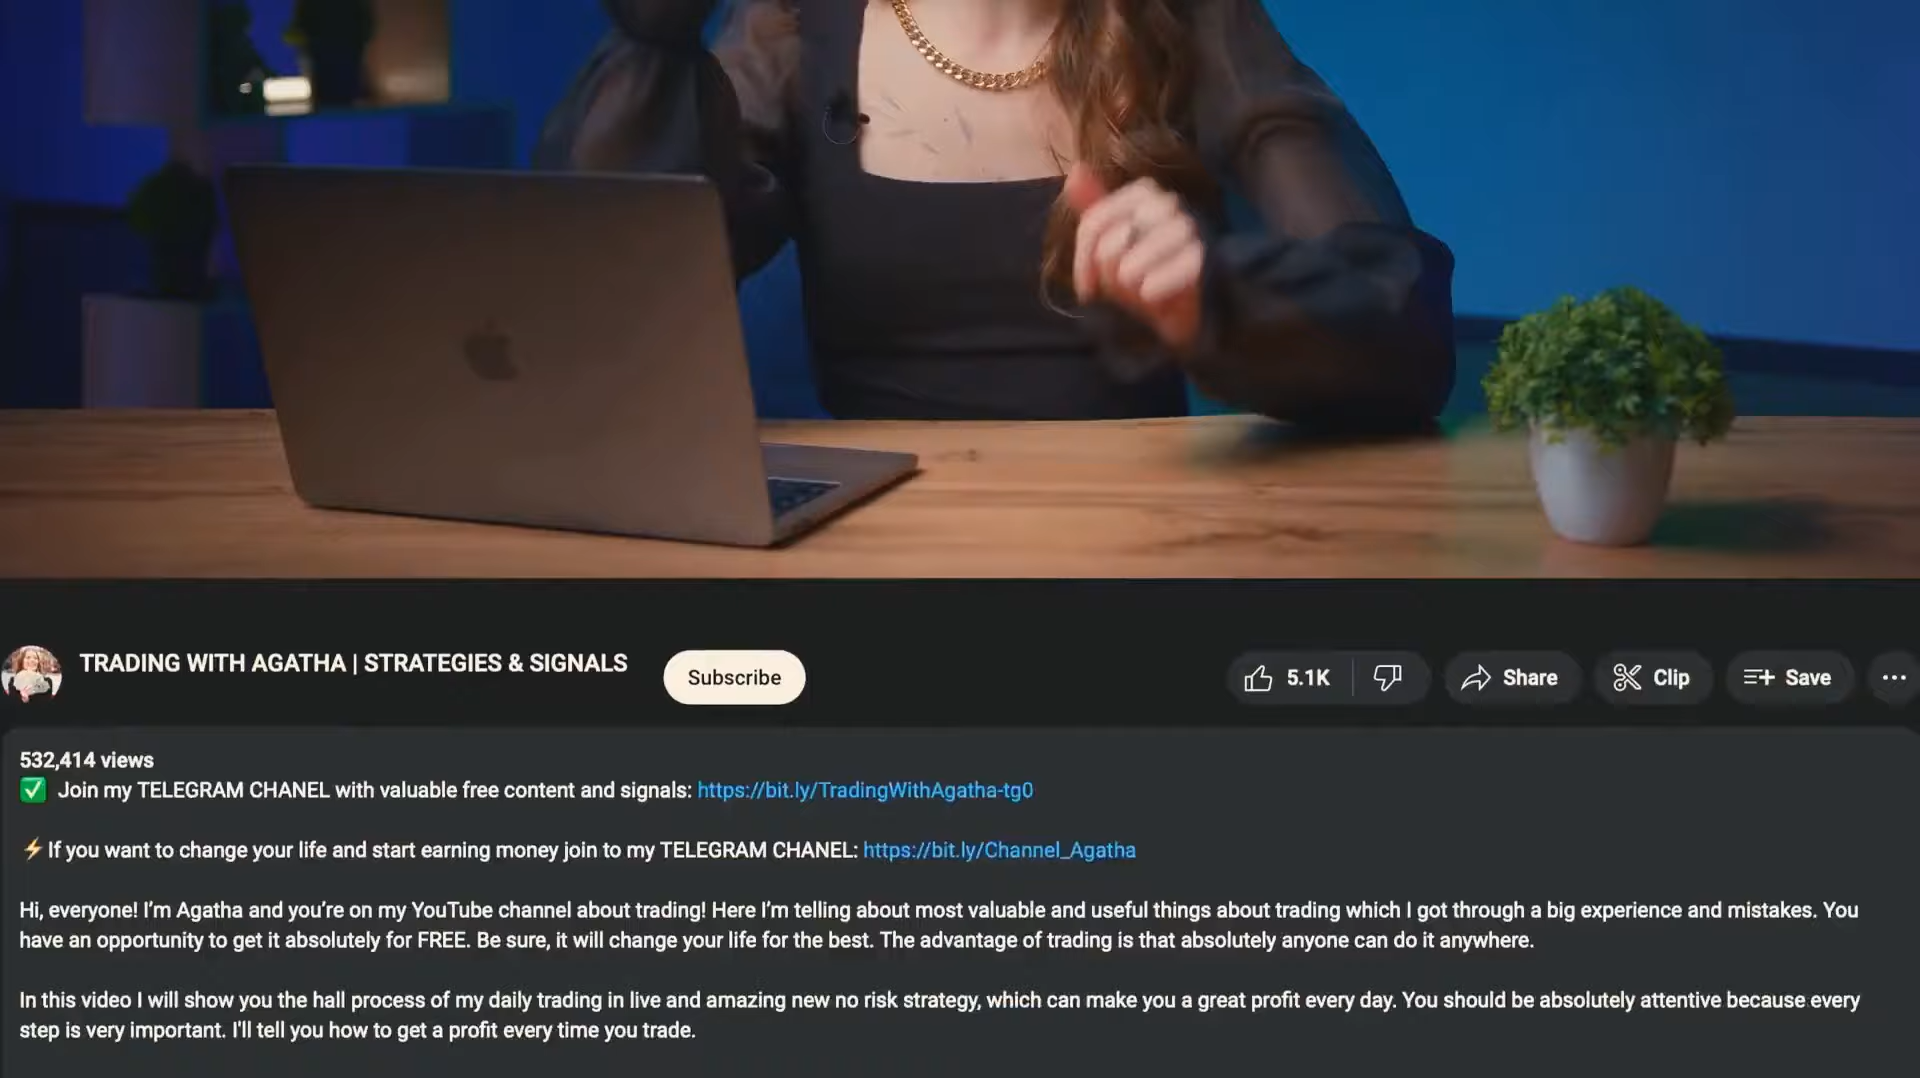 TRADING WITH AGATHA | STRATEGIES & SIGNALS
Subscribe
5.1K
Share
Clip
Save
532,414 views
✅ Join my TELEGRAM CHANEL with valuable free content and signals: https://bit.ly/TradingWithAgatha-tg0
⚡If you want to change your life and start earning money join to my TELEGRAM CHANEL: https://bit.ly/Channel_Agatha
Hi, everyone! I'm Agatha and you're on my YouTube channel about trading! Here I'm telling about most valuable and useful things about trading which I got through a big experience and mistakes. You
have an opportunity to get it absolutely for FREE. Be sure, it will change your life for the best. The advantage of trading is that absolutely anyone can do it anywhere.
In this video I will show you the hall process of my daily trading in live and amazing new no risk strategy, which can make you a great profit every day. You should be absolutely attentive because every
step is very important. I'll tell you how to get a profit every time you trade.